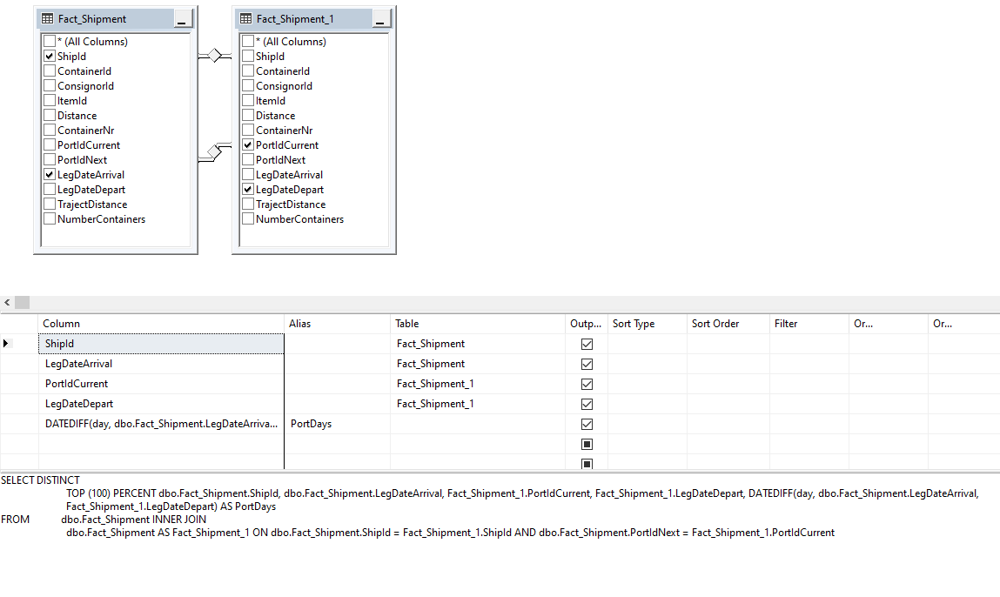 Fact_Shipment
* (All Columns)
ShipId
ContainerId
ConsignorId
ItemId
Distance
ContainerNr
PortIdCurrent
PortIdNext
LegDateArrival
LegDateDepart
TrajectDistance
NumberContainers
Fact_Shipment_1
* (All Columns)
ShipId
ContainerId
ConsignorId
ItemId
Distance
ContainerNr
PortIdCurrent
PortIdNext
LegDateArrival
LegDateDepart
TrajectDistance
NumberContainers
Column Alias Table Outp... Sort Type Sort Order Filter Or... Or...
ShipId Fact_Shipment
LegDateArrival Fact_Shipment
PortIdCurrent Fact_Shipment_1
LegDateDepart Fact_Shipment_1
DATEDIFF(day, dbo.Fact_Shipment.LegDateArriva... PortDays
SELECT DISTINCT
TOP (100) PERCENT dbo.Fact_Shipment.ShipId, dbo.Fact_Shipment.LegDateArrival, Fact_Shipment_1.PortIdCurrent, Fact_Shipment_1.LegDateDepart, DATEDIFF(day, dbo.Fact_Shipment.LegDateArrival,
Fact_Shipment_1.LegDateDepart) AS PortDays
FROM dbo.Fact_Shipment INNER JOIN
dbo.Fact_Shipment AS Fact_Shipment_1 ON dbo.Fact_Shipment.ShipId = Fact_Shipment_1.ShipId AND dbo.Fact_Shipment.PortIdNext = Fact_Shipment_1.PortIdCurrent